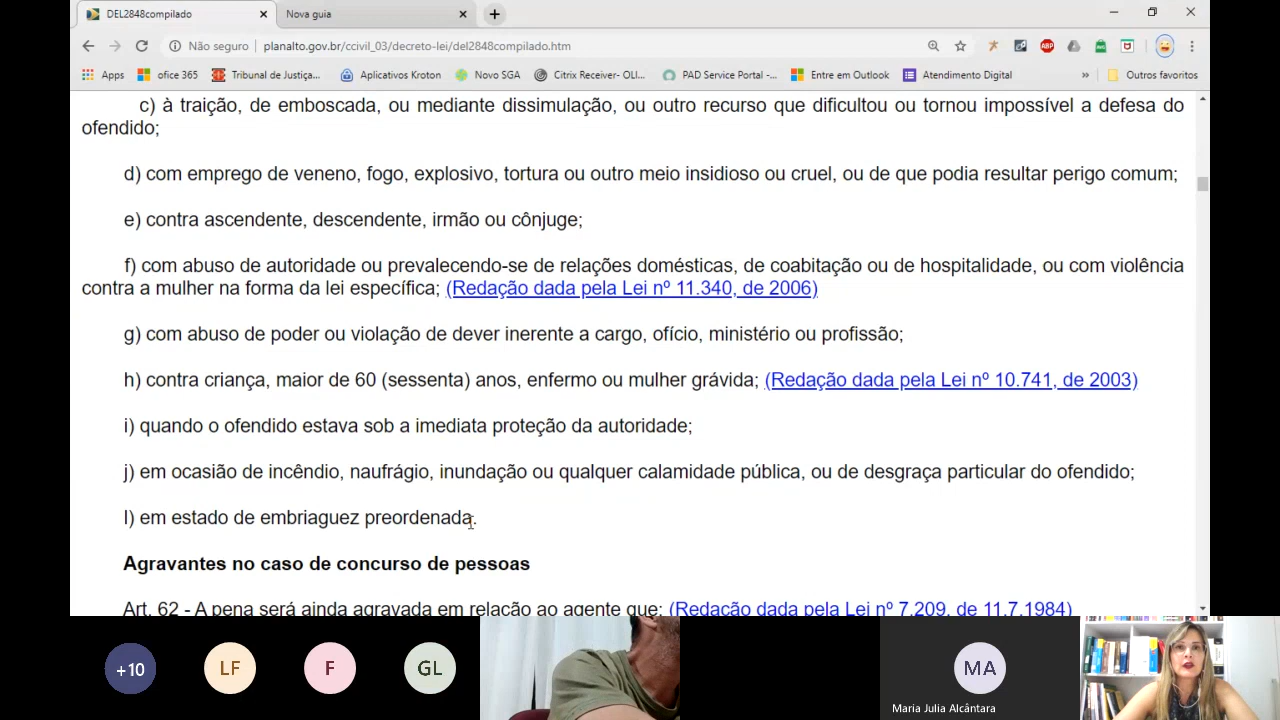 DEL2848compilado
Nova guia
Não seguro
planalto.gov.br/ccivil_03/decreto-lei/del2848compilado.htm
ABP
Apps
office 365
Tribunal de Justiça...
Aplicativos Kroton
Novo SGA
Citrix Receiver- OLI...
PAD Service Portal -...
Entre em Outlook
Atendimento Digital
»
Outros favoritos
c) à traição, de emboscada, ou mediante dissimulação, ou outro recurso que dificultou ou tornou impossível a defesa do
ofendido;
d) com emprego de veneno, fogo, explosivo, tortura ou outro meio insidioso ou cruel, ou de que podia resultar perigo comum;
e) contra ascendente, descendente, irmão ou cônjuge;
f) com abuso de autoridade ou prevalecendo-se de relações domésticas, de coabitação ou de hospitalidade, ou com violência
contra a mulher na forma da lei específica; (Redação dada pela Lei nº 11.340, de 2006)
g) com abuso de poder ou violação de dever inerente a cargo, ofício, ministério ou profissão;
h) contra criança, maior de 60 (sessenta) anos, enfermo ou mulher grávida; (Redação dada pela Lei nº 10.741, de 2003)
i) quando o ofendido estava sob a imediata proteção da autoridade;
j) em ocasião de incêndio, naufrágio, inundação ou qualquer calamidade pública, ou de desgraça particular do ofendido;
l) em estado de embriaguez preordenada.
Agravantes no caso de concurso de pessoas
Art. 62 - A pena será ainda agravada em relação ao agente que: (Redação dada pela Lei nº 7.209, de 11.7.1984)
+10
LF
F
GL
MA
Maria Julia Alcântara